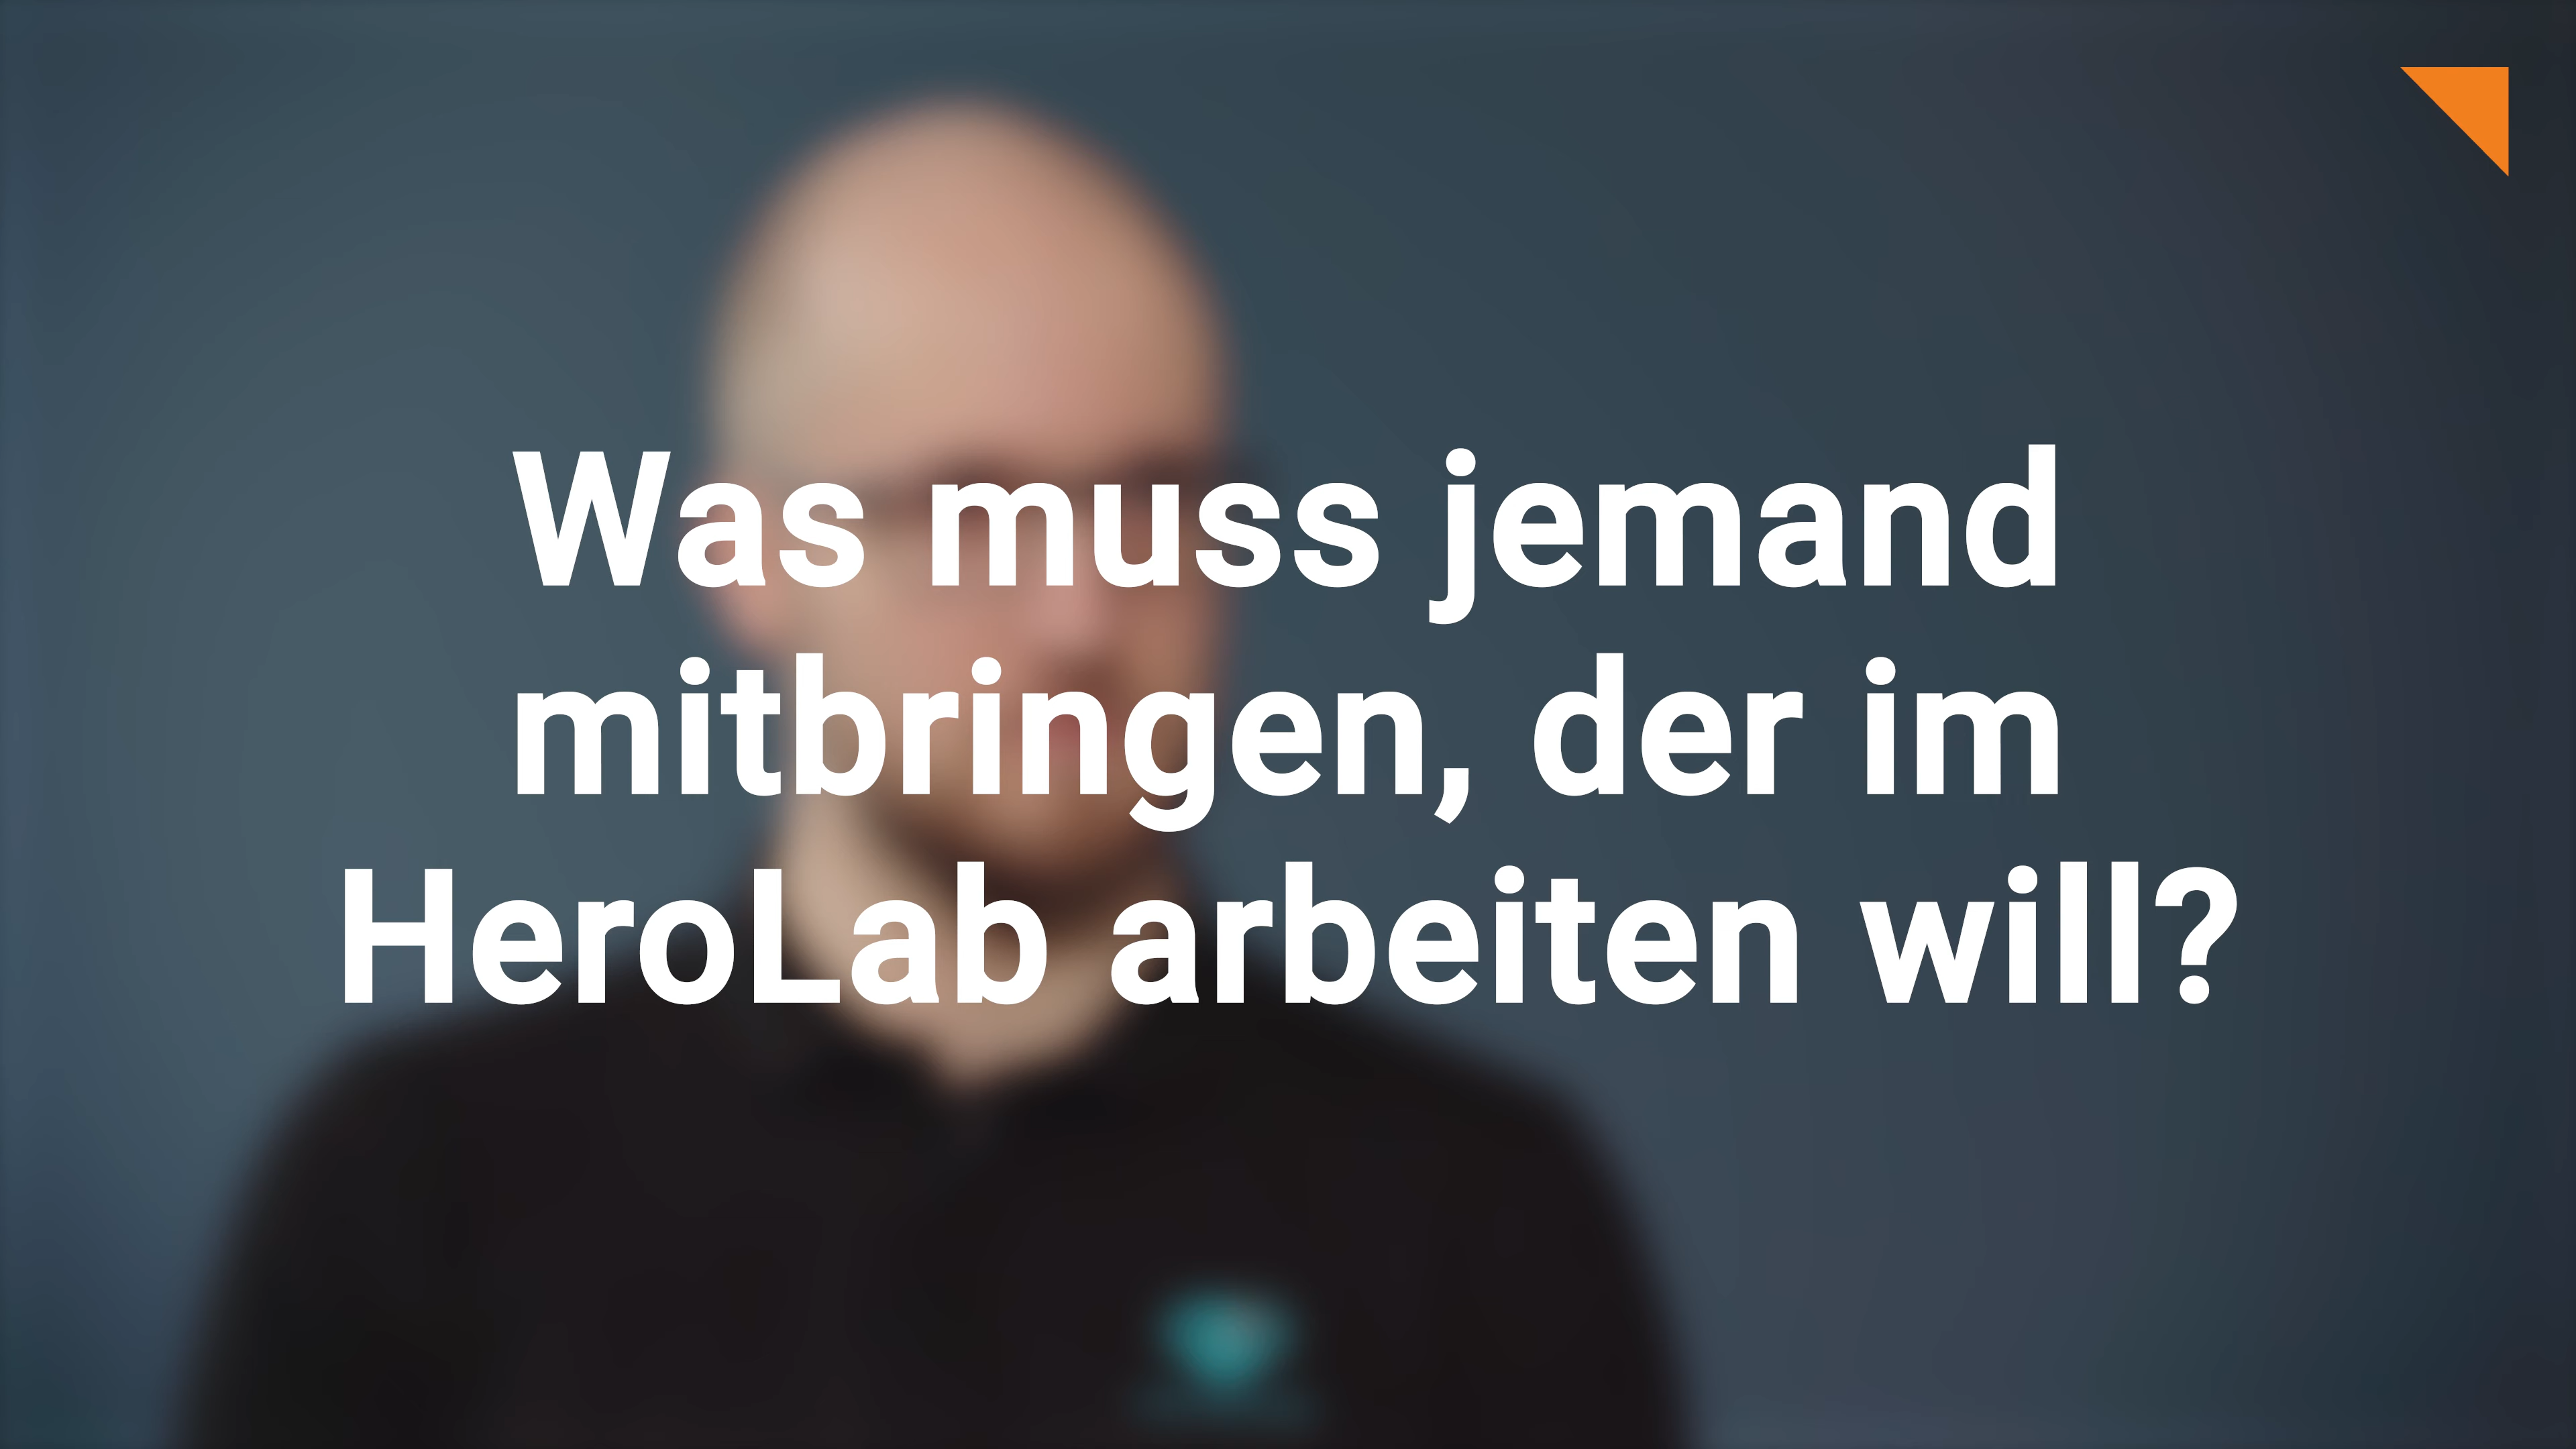 Was muss jemand
mitbringen, der im
HeroLab arbeiten will?